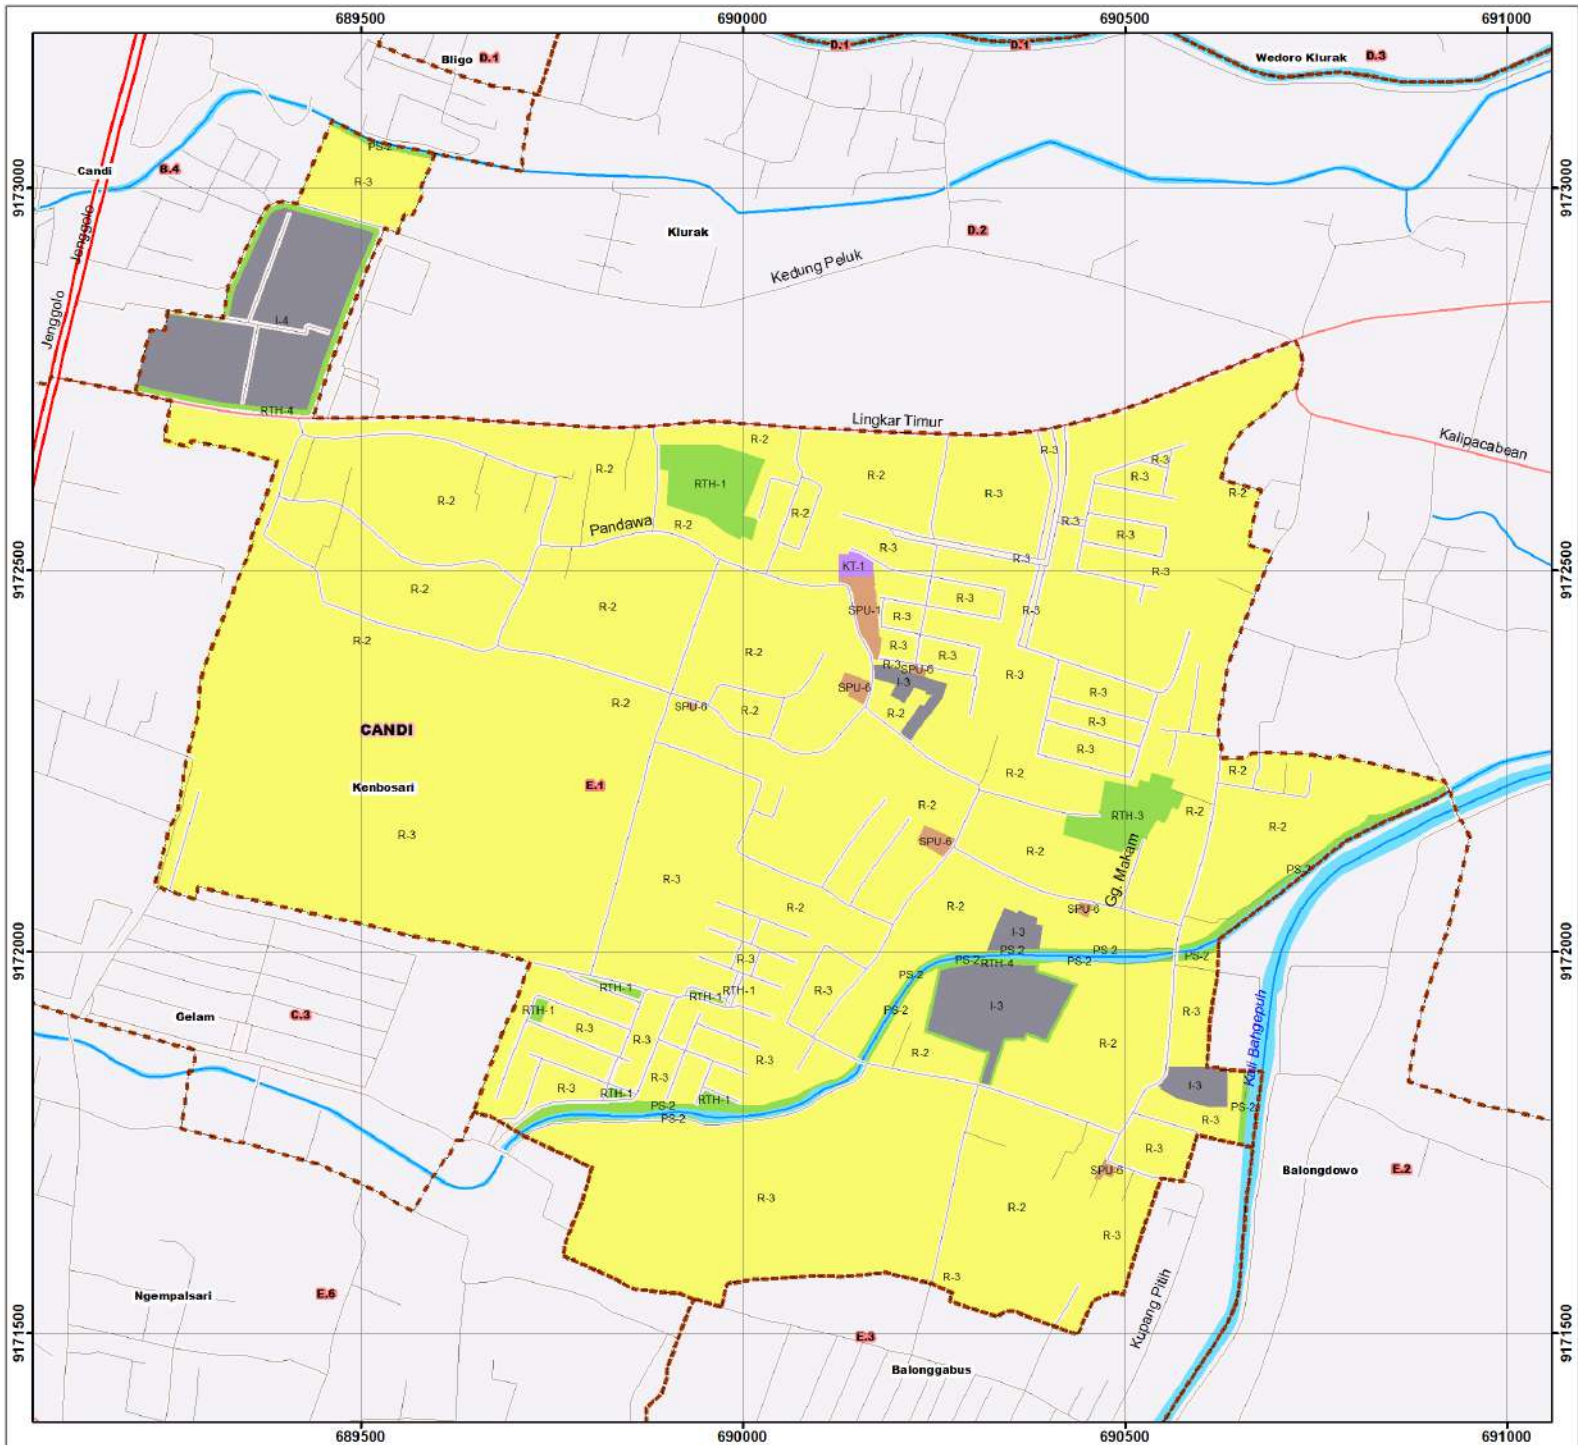 689500
690000
690500
691000
D.1
D.1
Bligo D.1
Wedoro Klurak D.3
PS-2
Candi
B.4
R-3
9173000
9173000
Jenggolo
Klurak
D.2
Kedung Peluk
Jenggolo
I-4
RTH-4
Lingkar Timur
R-2
Kalipacabean
R-3
R-3
R-2
R-2
R-3
RTH-1
R-3
R-2
R-2
R-2
Pandawa
R-2
R-3
R-3
R-3
R-3
KT-1
9172500
R-3
9172500
R-2
R-3
R-2
SPU-1
R-3
R-3
R-2
R-3
R-2
R-3
R-3
SPU-6
R-3
I-3
SPU-6
R-3
R-2
SPU-6
R-2
R-2
R-3
CANDI
R-3
R-2
R-2
Kenbosari
E.1
R-2
RTH-3
R-2
R-2
R-3
SPU-6
R-2
Gg. Makam
PS-2
R-3
R-2
R-2
SPU-6
I-3
9172000
PS-2
PS-2
9172000
R-3
PS-2
RTH-4
PS-2
PS-2
PS-2
RTH-1
RTH-1
RTH-1
R-3
I-3
RTH-1
PS-2
R-3
Gelam
C.3
R-3
R-3
R-2
R-2
Kali Bahgepuh
R-3
R-3
R-3
I-3
RTH-1
RTH-1
PS-2
PS-2
PS-2
R-3
R-3
SPU-6
Balongdowo
E.2
R-3
R-2
R-3
R-3
Kupang Pitih
Ngempalsari
E.6
9171500
E.3
9171500
Balonggabus
689500
690000
690500
691000